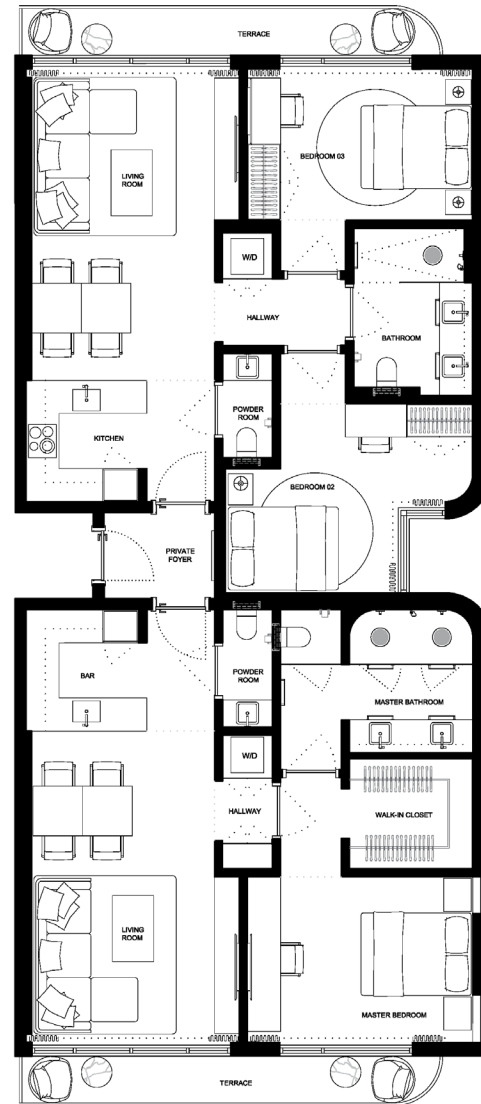 TERRACE
LIVING
ROOM
BEDROOM 03
W/D
HALLWAY
BATHROOM
POWDER
ROOM
KITCHEN
BEDROOM 02
PRIVATE
FOYER
BAR
POWDER
ROOM
MASTER BATHROOM
W/D
HALLWAY
WALK-IN CLOSET
LIVING
ROOM
MASTER BEDROOM
TERRACE